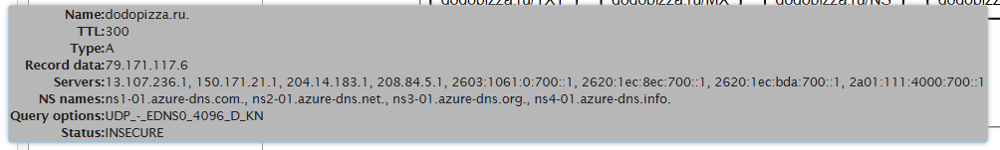 dodopizza.ru/TXT dodopizza.ru/MX dodopizza.ru/NS
Name:dodopizza.ru.
TTL:300
Type:A
Record data:79.171.117.6
Servers:13.107.236.1, 150.171.21.1, 204.14.183.1, 208.84.5.1, 2603:1061:0:700::1, 2620:1ec:8ec:700::1, 2620:1ec:bda:700::1, 2a01:111:4000:700::1
NS names:ns1-01.azure-dns.com., ns2-01.azure-dns.net., ns3-01.azure-dns.org., ns4-01.azure-dns.info.
Query options:UDP_-_EDNS0_4096_D_KN
Status:INSECURE